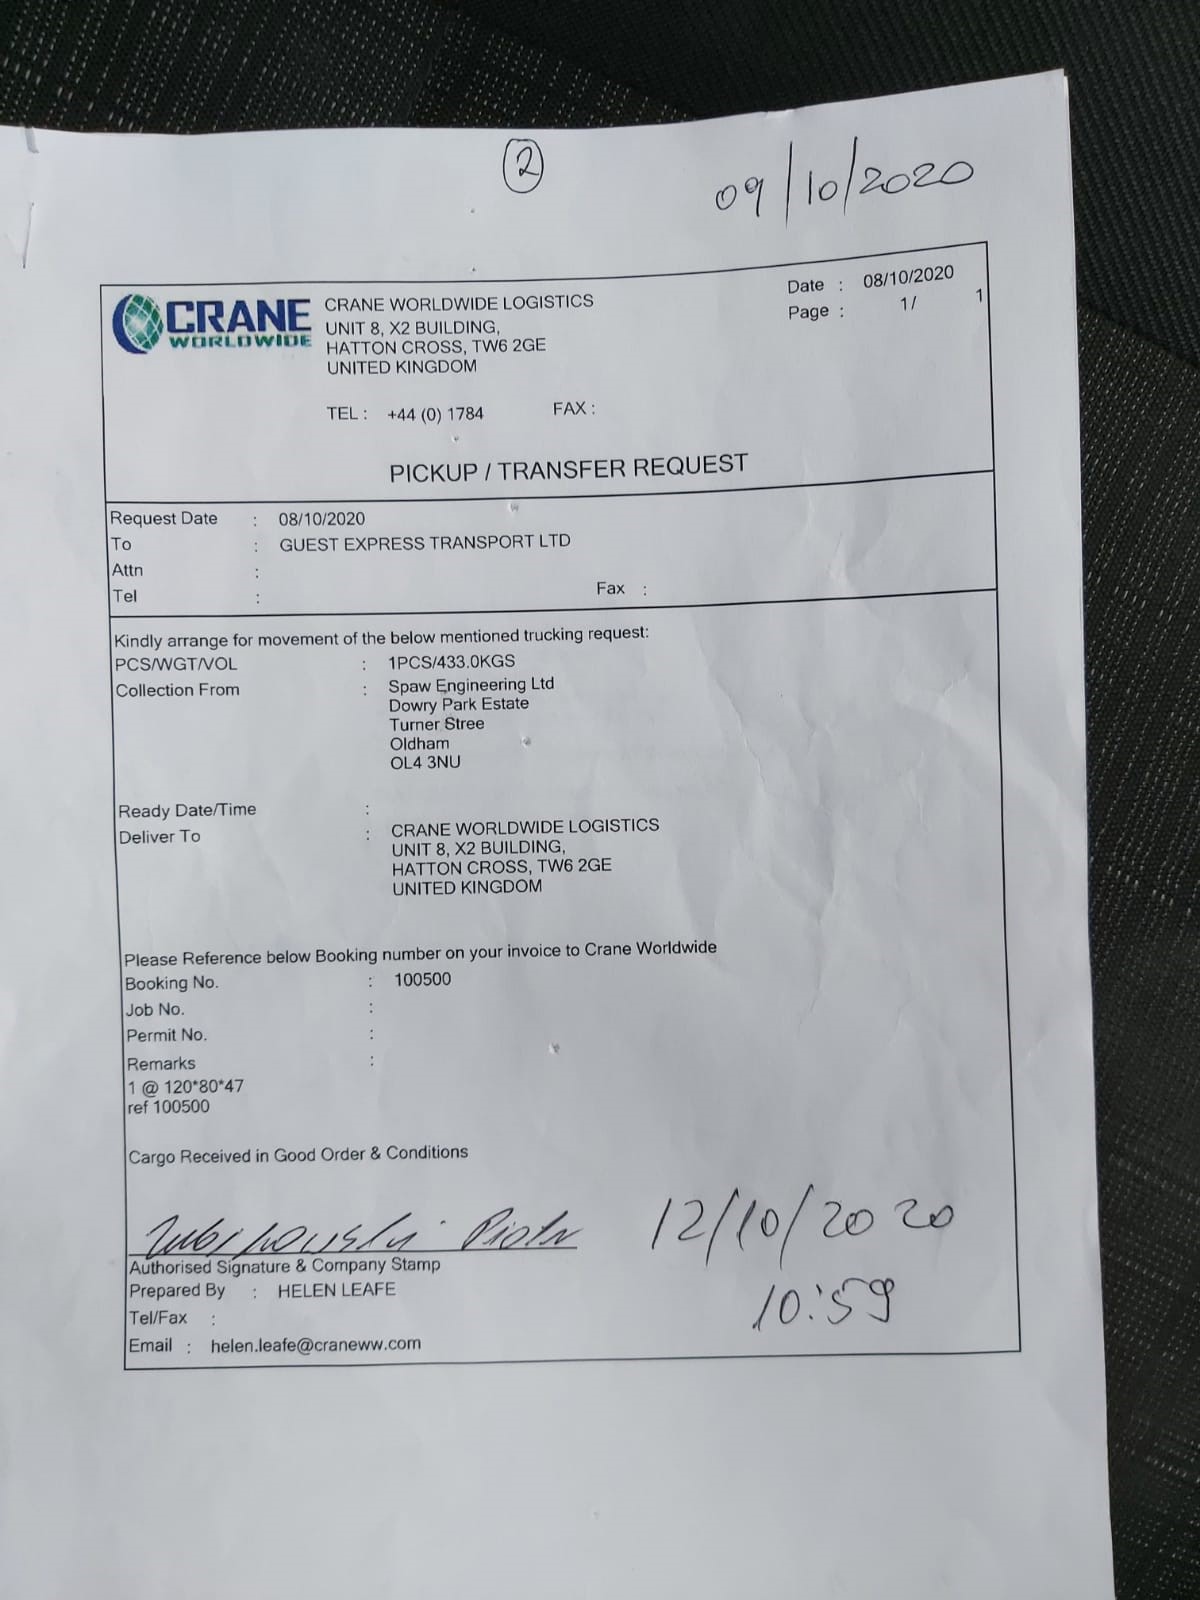 2
09/10/2020
CRANE
WORLDWIDE
CRANE WORLDWIDE LOGISTICS
UNIT 8, X2 BUILDING,
HATTON CROSS, TW6 2GE
UNITED KINGDOM
Date : 08/10/2020
Page : 1/ 1
TEL : +44 (0) 1784 FAX :
PICKUP / TRANSFER REQUEST
Request Date : 08/10/2020
To : GUEST EXPRESS TRANSPORT LTD
Attn :
Tel : Fax :
Kindly arrange for movement of the below mentioned trucking request:
PCS/WGT/VOL : 1PCS/433.0KGS
Collection From : Spaw Engineering Ltd
Dowry Park Estate
Turner Stree
Oldham
OL4 3NU
Ready Date/Time :
Deliver To : CRANE WORLDWIDE LOGISTICS
UNIT 8, X2 BUILDING,
HATTON CROSS, TW6 2GE
UNITED KINGDOM
Please Reference below Booking number on your invoice to Crane Worldwide
Booking No. : 100500
Job No. :
Permit No. :
Remarks :
1 @ 120*80*47
ref 100500
Cargo Received in Good Order & Conditions
Piotr 12/10/2020
Authorised Signature & Company Stamp
Prepared By : HELEN LEAFE
10:59
Tel/Fax :
Email : helen.leafe@craneww.com